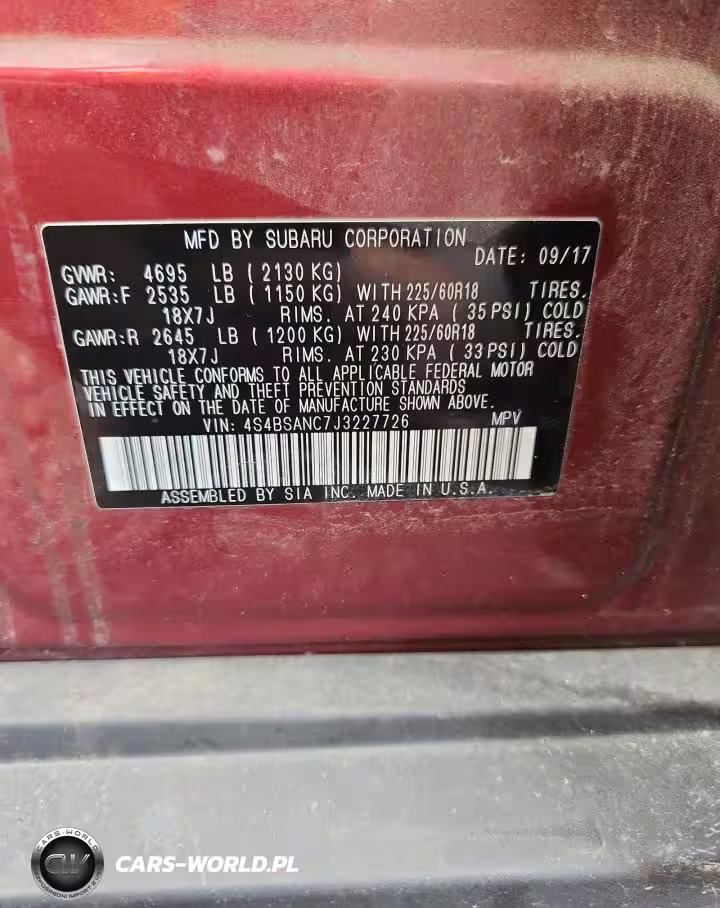 MFD BY SUBARU CORPORATION
DATE: 09/17
GVWR: 4695 LB ( 2130 KG)
GAWR:F 2535 LB ( 1150 KG) WITH 225/60R18 TIRES.
18X7J RIMS. AT 240 KPA ( 35 PSI) COLD
GAWR:R 2645 LB ( 1200 KG) WITH 225/60R18 TIRES.
18X7J RIMS. AT 230 KPA ( 33 PSI) COLD
THIS VEHICLE CONFORMS TO ALL APPLICABLE FEDERAL MOTOR
VEHICLE SAFETY AND THEFT PREVENTION STANDARDS
IN EFFECT ON THE DATE OF MANUFACTURE SHOWN ABOVE.
VIN: 4S4BSANC7J3227726 MPV
ASSEMBLED BY SIA INC. MADE IN U.S.A.
CARS-WORLD
CW
CARS-WORLD.PL